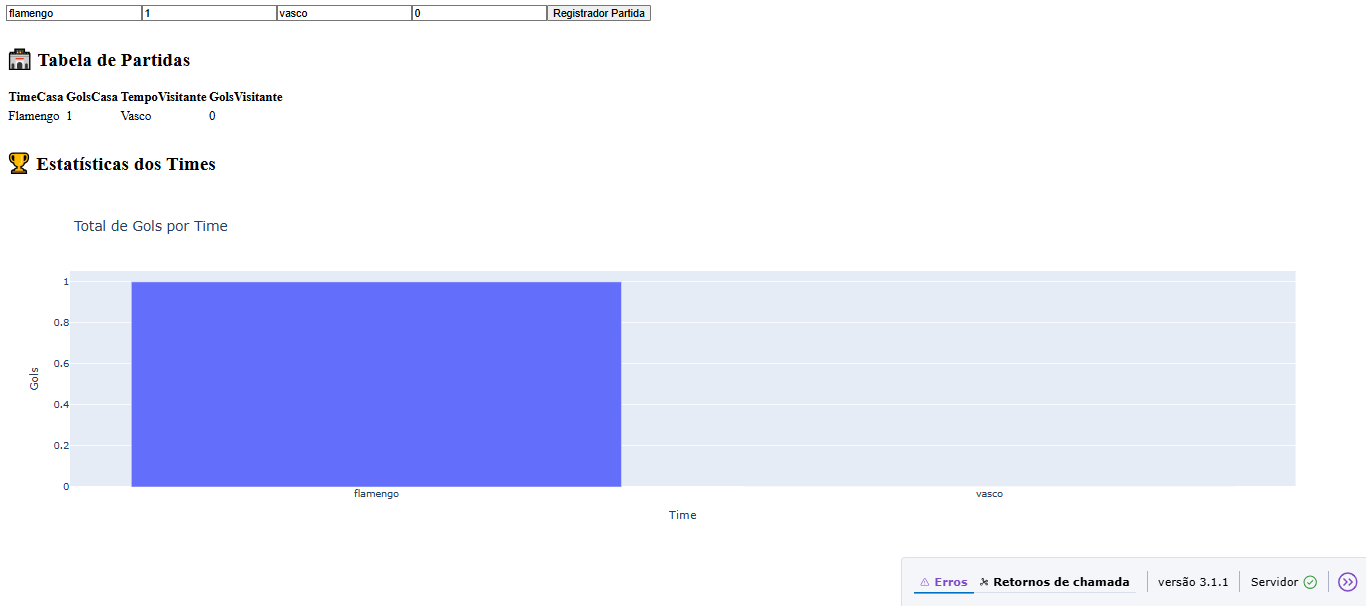 flamengo 1 vasco 0 Registrador Partida
Tabela de Partidas
TimeCasa GolsCasa TempoVisitante GolsVisitante
Flamengo 1 Vasco 0
Estatísticas dos Times
Total de Gols por Time
1
0.8
0.6
0.4
0.2
0
Gols
flamengo vasco
Time
Erros Retornos de chamada versão 3.1.1 Servidor